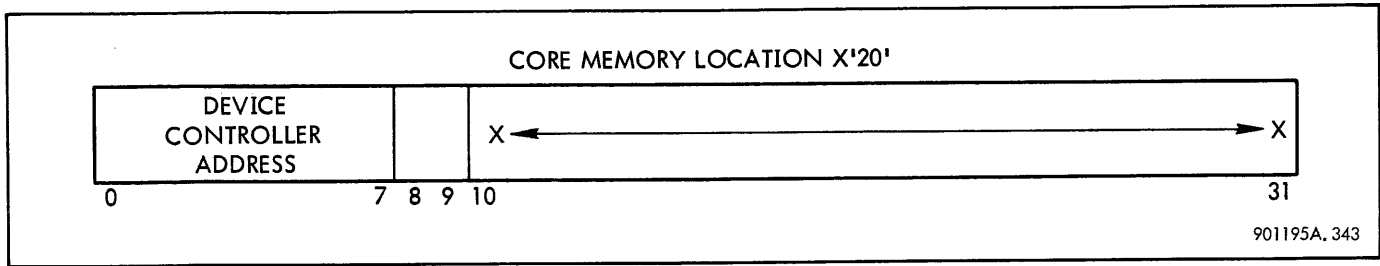 CORE MEMORY LOCATION X'20'
DEVICE
CONTROLLER
ADDRESS
X X
0 7 8 9 10 31
901195A. 343